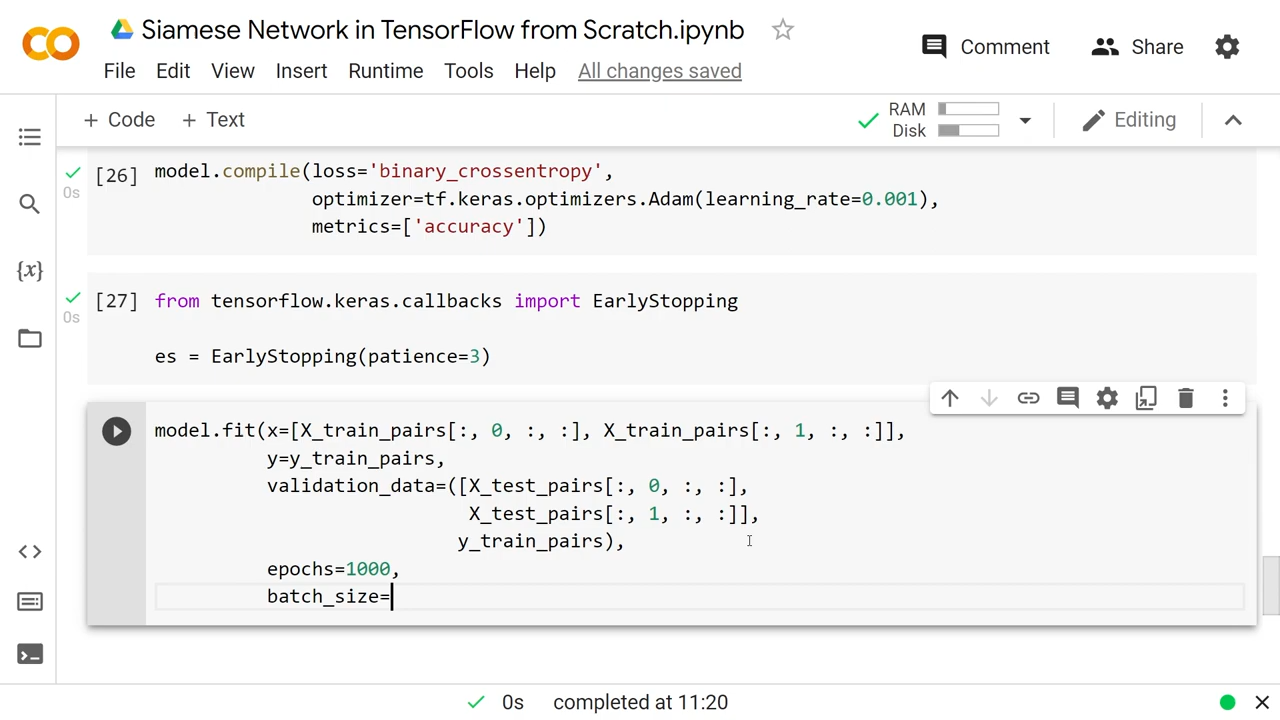 Siamese Network in TensorFlow from Scratch.ipynb
Comment
Share
File Edit View Insert Runtime Tools Help All changes saved
+ Code + Text
RAM
Disk
Editing
[26] model.compile(loss='binary_crossentropy',
0s
optimizer=tf.keras.optimizers.Adam(learning_rate=0.001),
metrics=['accuracy'])
{x}
[27] from tensorflow.keras.callbacks import EarlyStopping
0s
es = EarlyStopping(patience=3)
model.fit(x=[X_train_pairs[:, 0, :, :], X_train_pairs[:, 1, :, :]],
y=y_train_pairs,
validation_data=([X_test_pairs[:, 0, :, :],
X_test_pairs[:, 1, :, :]],
y_train_pairs),
epochs=1000,
batch_size=
0s completed at 11:20